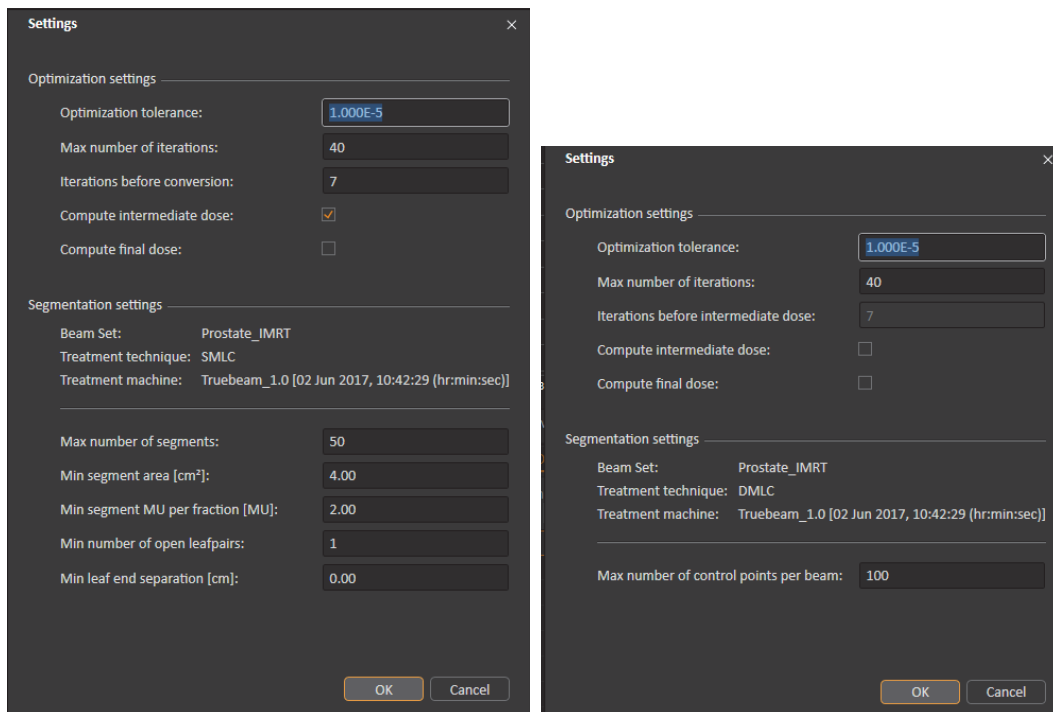 Settings
Optimization settings
Optimization tolerance: 1.000E-5
Max number of iterations: 40
Iterations before conversion: 7
Compute intermediate dose:
Compute final dose:
Segmentation settings
Beam Set: Prostate_IMRT
Treatment technique: SMLC
Treatment machine: Truebeam_1.0 [02 Jun 2017, 10:42:29 (hr:min:sec)]
Max number of segments: 50
Min segment area [cm²]: 4.00
Min segment MU per fraction [MU]: 2.00
Min number of open leafpairs: 1
Min leaf end separation [cm]: 0.00
OK Cancel
Settings
Optimization settings
Optimization tolerance: 1.000E-5
Max number of iterations: 40
Iterations before intermediate dose: 7
Compute intermediate dose:
Compute final dose:
Segmentation settings
Beam Set: Prostate_IMRT
Treatment technique: DMLC
Treatment machine: Truebeam_1.0 [02 Jun 2017, 10:42:29 (hr:min:sec)]
Max number of control points per beam: 100
OK Cancel